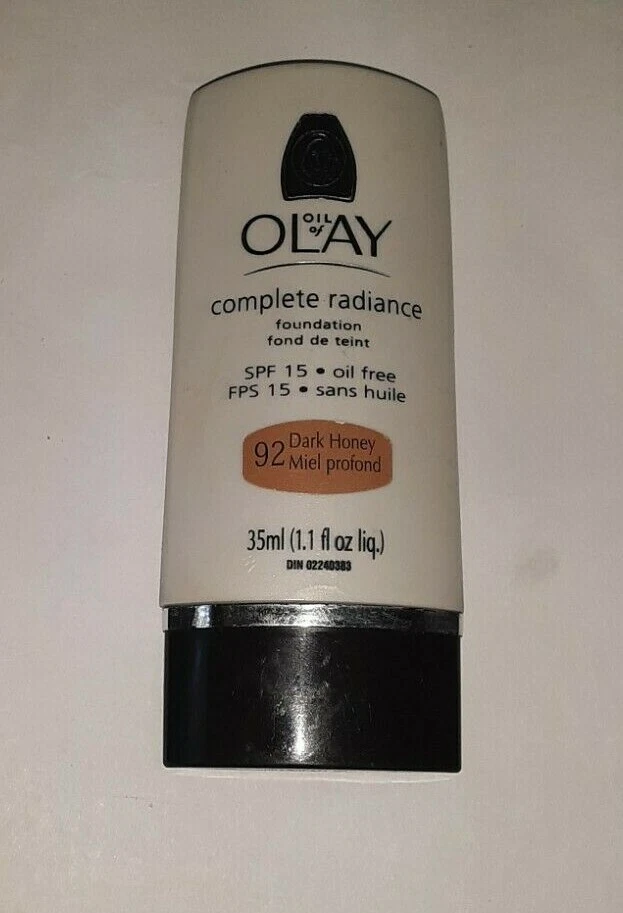 OIL of
OLAY
complete radiance
foundation
fond de teint
SPF 15 • oil free
FPS 15 • sans huile
92 Dark Honey
Miel profond
35ml (1.1 fl oz liq.)
DIN 02240383